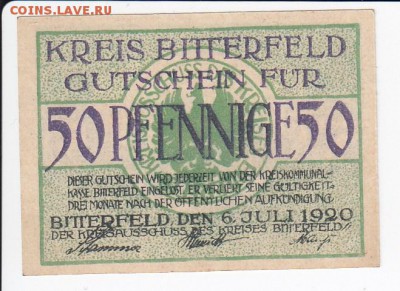 COINS.LAVE.RU
KREIS BITTERFELD
GUTSCHEIN FÜR
50 PFENNIGE 50
DIESER GUTSCHEIN WIRD JEDERZEIT VON DER KREISKOMMUNAL-
KASSE BITTERFELD EINGELÖST. ER VERLIERT SEINE GÜLTIGKEIT
DREI MONATE NACH DER ÖFFENTLICHEN AUFKÜNDIGUNG.
BITTERFELD, DEN 6. JULI 1920
DER KREISAUSSCHUSS DES KREISES BITTERFELD